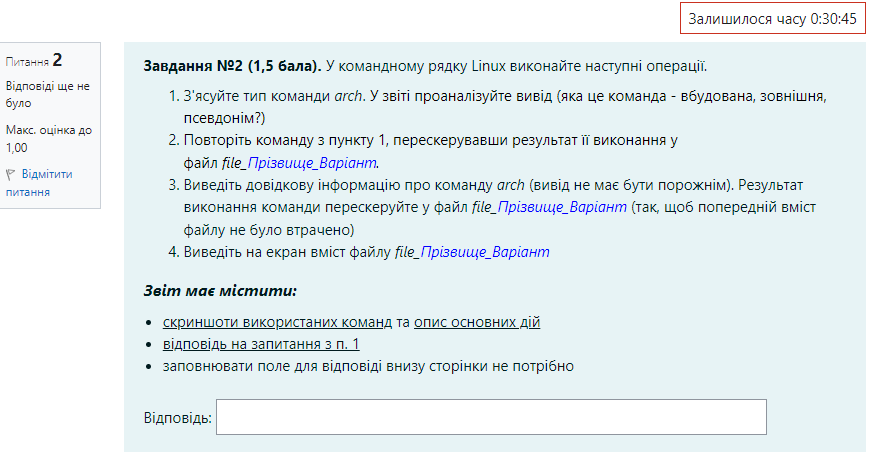 Залишилося часу 0:30:45
Питання 2
Відповіді ще не
було
Макс. оцінка до
1,00
Відмітити
питання
Завдання №2 (1,5 бала). У командному рядку Linux виконайте наступні операції.
1. З'ясуйте тип команди arch. У звіті проаналізуйте вивід (яка це команда - вбудована, зовнішня,
псевдонім?)
2. Повторіть команду з пункту 1, перескерувавши результат її виконання у
файл file_Прізвище_Варіант.
3. Виведіть довідкову інформацію про команду arch (вивід не має бути порожнім). Результат
виконання команди перескеруйте у файл file_Прізвище_Варіант (так, щоб попередній вміст
файлу не було втрачено)
4. Виведіть на екран вміст файлу file_Прізвище_Варіант
Звіт має містити:
• скриншоти використаних команд та опис основних дій
• відповідь на запитання з п. 1
• заповнювати поле для відповіді внизу сторінки не потрібно
Відповідь: